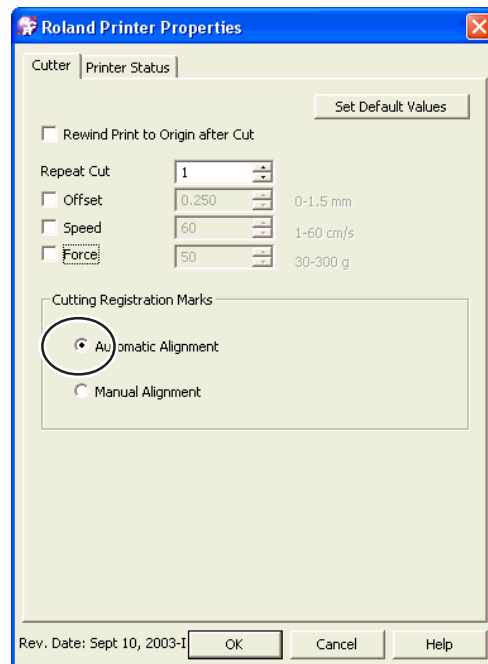 Roland Printer Properties
Cutter Printer Status
Set Default Values
Rewind Print to Origin after Cut
Repeat Cut 1
Offset 0.250 0-1.5 mm
Speed 60 1-60 cm/s
Force 50 30-300 g
Cutting Registration Marks
Automatic Alignment
Manual Alignment
Rev. Date: Sept 10, 2003-I OK Cancel Help